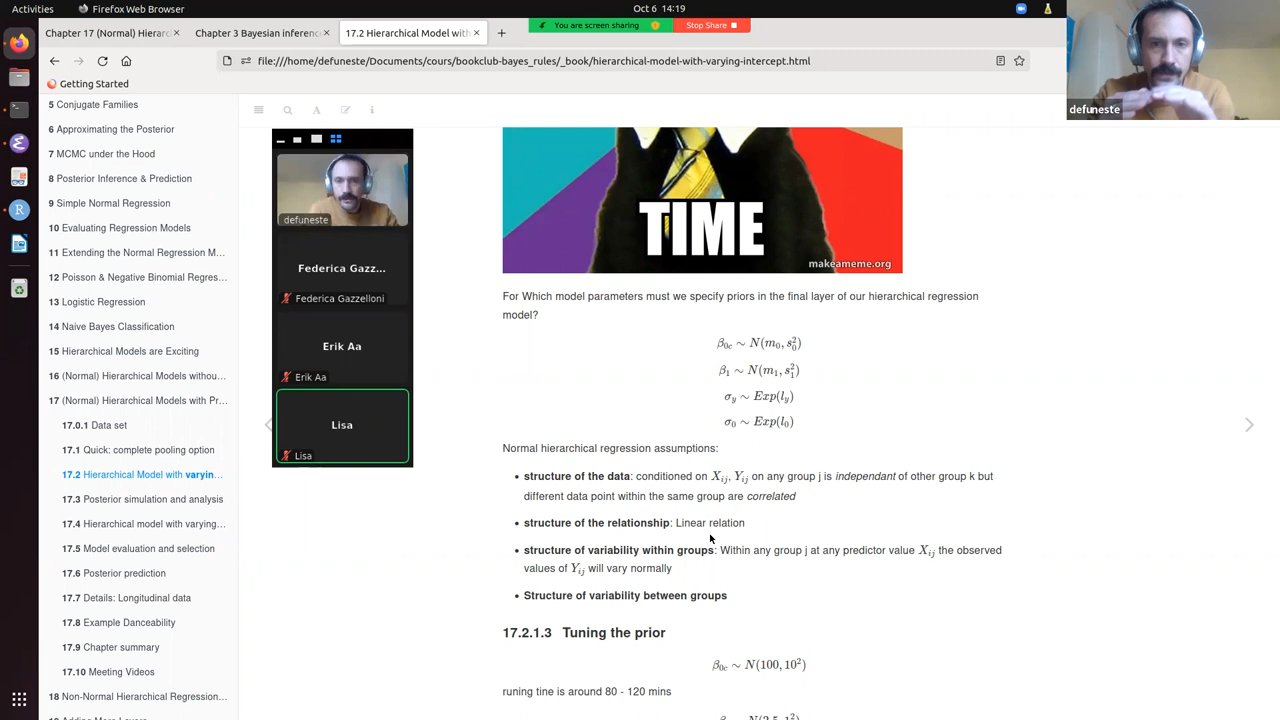 Activities
Firefox Web Browser
Oct 6 14:19
You are screen sharing
Stop Share
Chapter 17 (Normal) Hierarc
Chapter 3 Bayesian inferenc
17.2 Hierarchical Model with
file:///home/defuneste/Documents/cours/bookclub-bayes_rules/_book/hierarchical-model-with-varying-intercept.html
Getting Started
defuneste
5 Conjugate Families
6 Approximating the Posterior
7 MCMC under the Hood
8 Posterior Inference & Prediction
9 Simple Normal Regression
10 Evaluating Regression Models
11 Extending the Normal Regression M...
12 Poisson & Negative Binomial Regres...
13 Logistic Regression
14 Naive Bayes Classification
15 Hierarchical Models are Exciting
16 (Normal) Hierarchical Models withou...
17 (Normal) Hierarchical Models with Pr...
17.0.1 Data set
17.1 Quick: complete pooling option
17.2 Hierarchical Model with varyin...
17.3 Posterior simulation and analysis
17.4 Hierarchical model with varying...
17.5 Model evaluation and selection
17.6 Posterior prediction
17.7 Details: Longitudinal data
17.8 Example Danceability
17.9 Chapter summary
17.10 Meeting Videos
18 Non-Normal Hierarchical Regression...
19 Adding More Layers
defuneste
Federica Gazz...
Federica Gazzelloni
Erik Aa
Erik Aa
Lisa
Lisa
TIME
makeameme.org
For Which model parameters must we specify priors in the final layer of our hierarchical regression
model?
β0c ∼ N(m0, s0²)
β1 ∼ N(m1, s1²)
σy ∼ Exp(ly)
σ0 ∼ Exp(l0)
Normal hierarchical regression assumptions:
• structure of the data: conditioned on Xij, Yij on any group j is independant of other group k but
different data point within the same group are correlated
• structure of the relationship: Linear relation
• structure of variability within groups: Within any group j at any predictor value Xij the observed
values of Yij will vary normally
• Structure of variability between groups
17.2.1.3 Tuning the prior
β0c ∼ N(100, 10²)
runing tine is around 80 - 120 mins